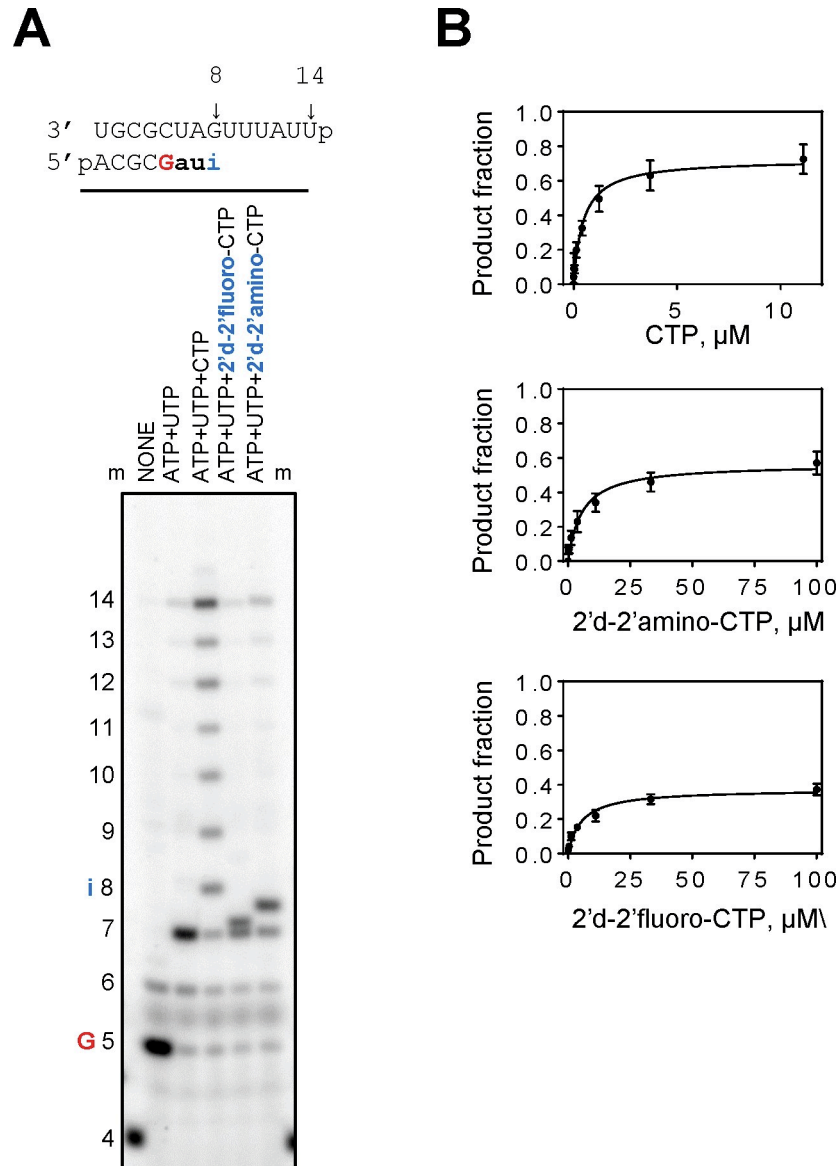 A
8 14
↓ ↓
3′ UGCGCUAGUUUAUUp
5′pACGCGaui
m
NONE
ATP+UTP
ATP+UTP+CTP
ATP+UTP+2′d-2′fluoro-CTP
ATP+UTP+2′d-2′amino-CTP
m
14
13
12
11
10
9
i 8
7
6
G 5
4
B
Product fraction
1.0
0.8
0.6
0.4
0.2
0.0
0 5 10
CTP, µM
Product fraction
1.0
0.8
0.6
0.4
0.2
0.0
0 25 50 75 100
2'd-2'amino-CTP, µM
Product fraction
1.0
0.8
0.6
0.4
0.2
0.0
0 25 50 75 100
2'd-2'fluoro-CTP, µM\